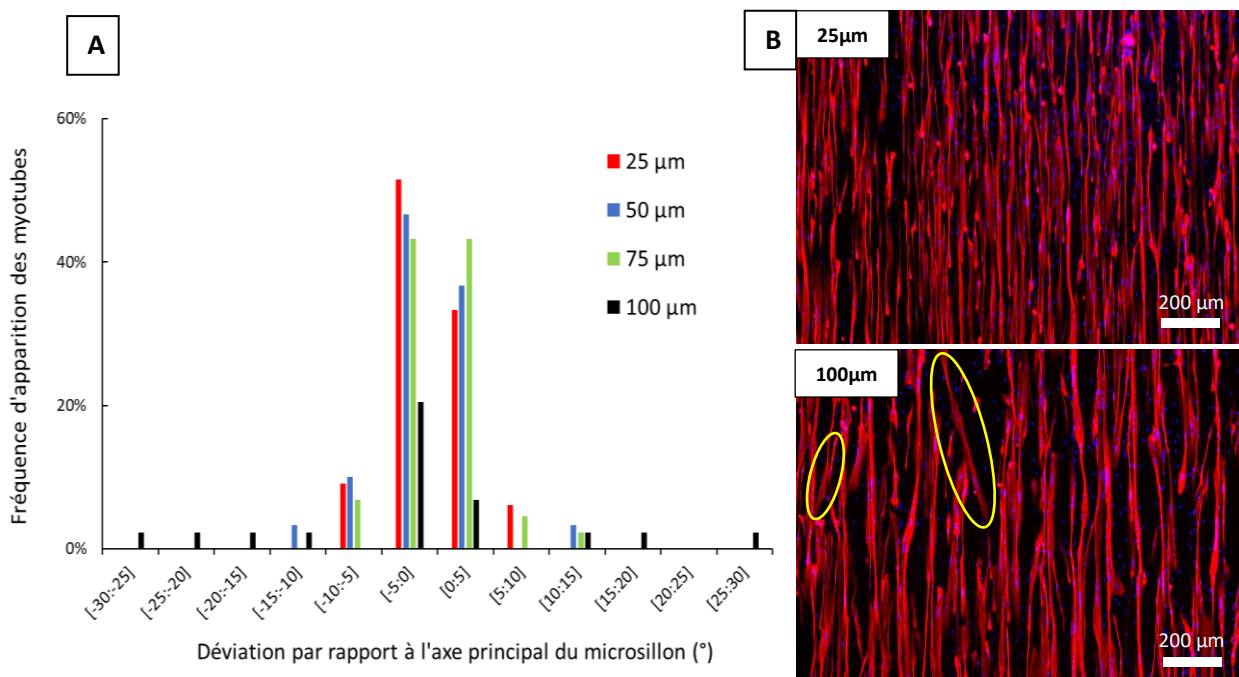 A
Fréquence d'apparition des myotubes
60%
40%
20%
0%
25 µm
50 µm
75 µm
100 µm
[-30:-25]
[-25:-20]
[-20:-15]
[-15:-10]
[-10:-5]
[-5:0]
[0:5]
[5:10]
[10:15]
[15:20]
[20:25]
[25:30]
Déviation par rapport à l'axe principal du microsillon (°)
B
25µm
200 µm
100µm
200 µm